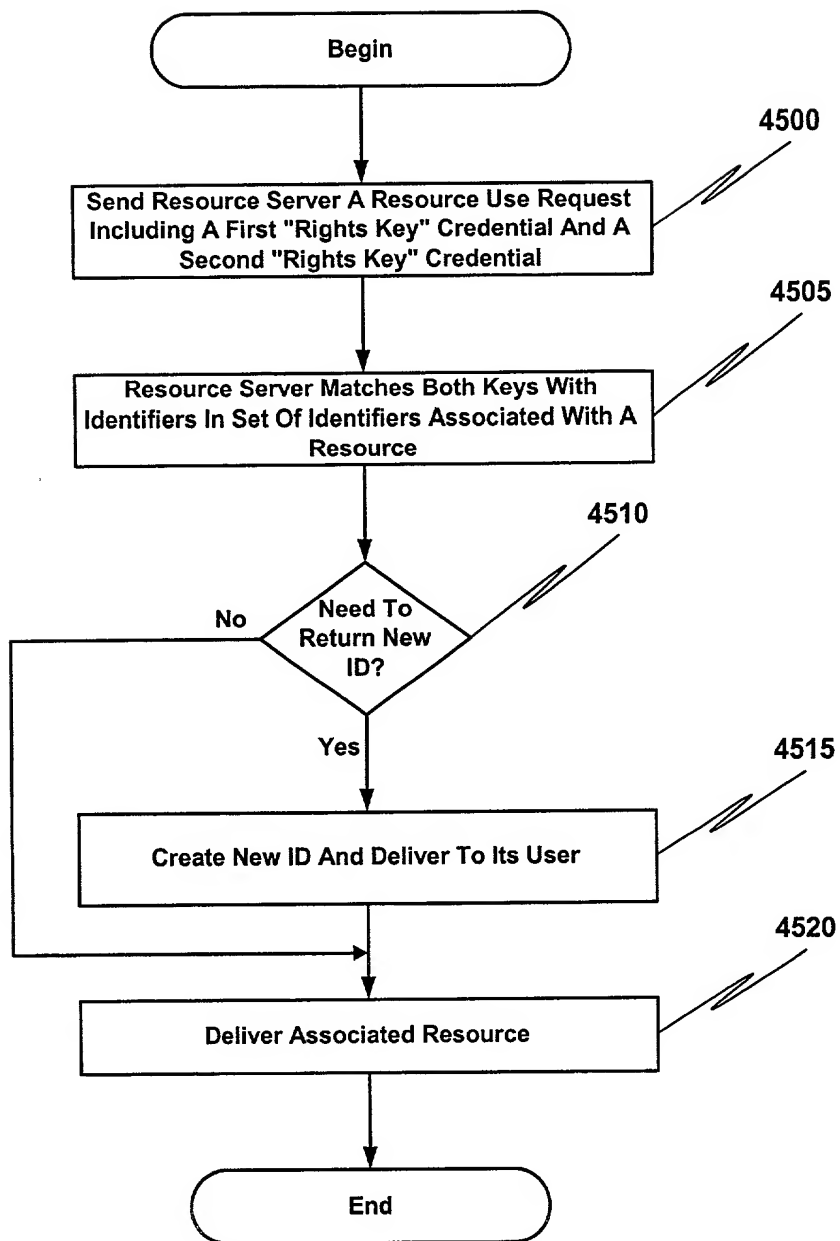 Begin
4500
Send Resource Server A Resource Use Request
Including A First "Rights Key" Credential And A
Second "Rights Key" Credential
4505
Resource Server Matches Both Keys With
Identifiers In Set Of Identifiers Associated With A
Resource
4510
No
Need To
Return New
ID?
Yes
4515
Create New ID And Deliver To Its User
4520
Deliver Associated Resource
End